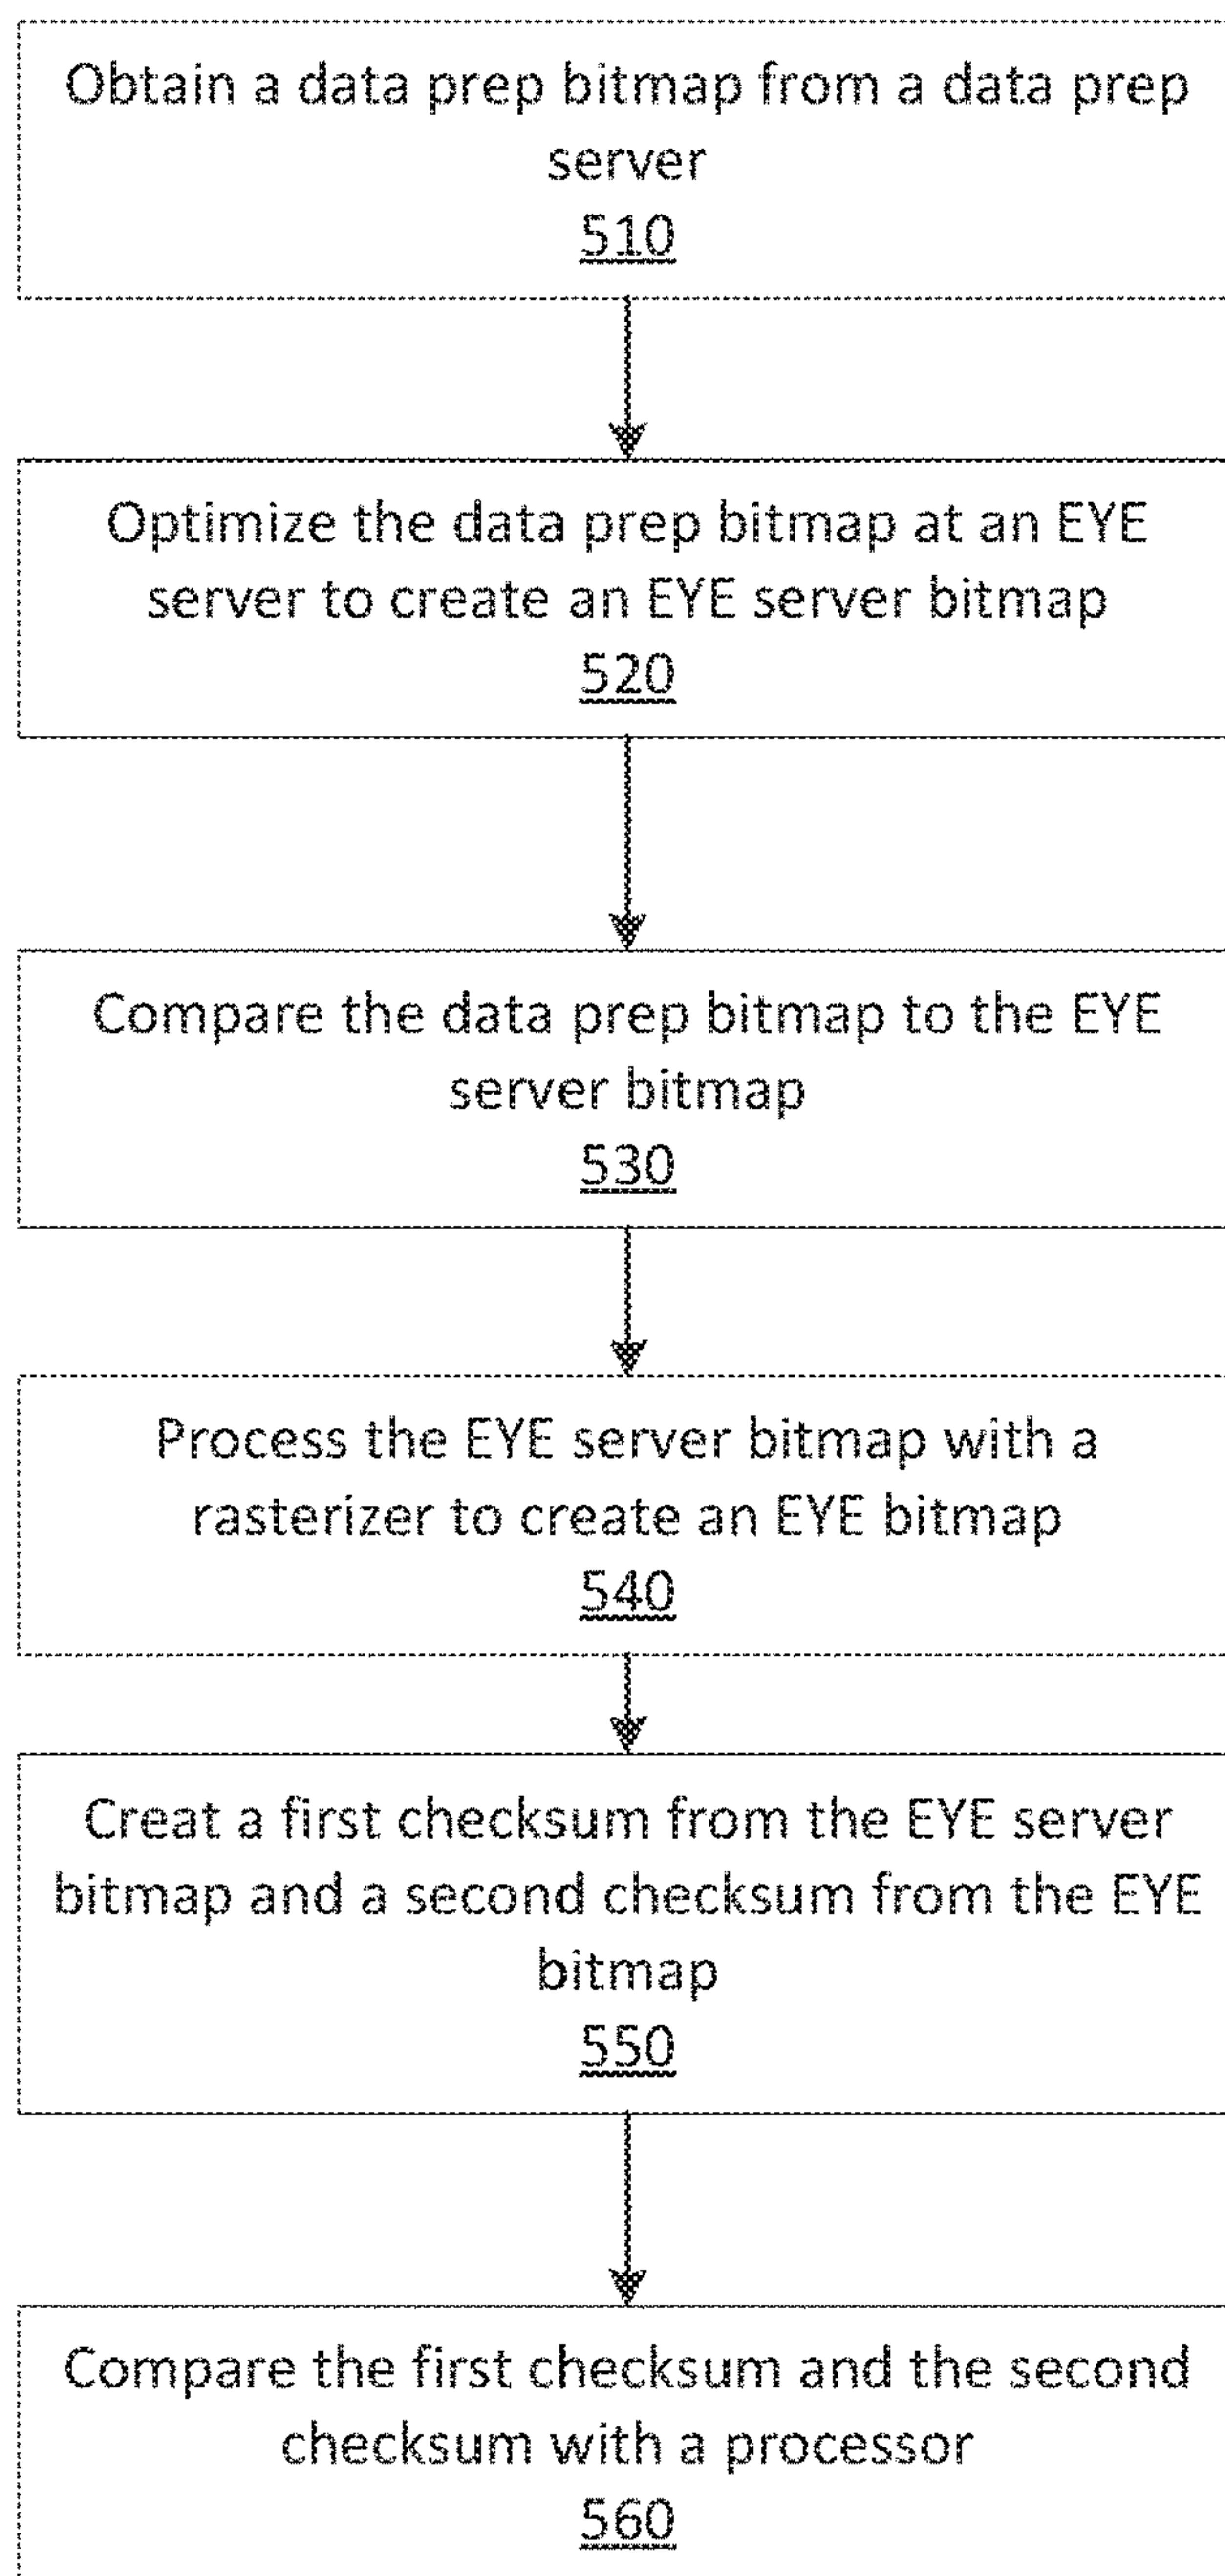 Obtain a data prep bitmap from a data prep
server
510
Optimize the data prep bitmap at an EYE
server to create an EYE server bitmap
520
Compare the data prep bitmap to the EYE
server bitmap
530
Process the EYE server bitmap with a
rasterizer to create an EYE bitmap
540
Creat a first checksum from the EYE server
bitmap and a second checksum from the EYE
bitmap
550
Compare the first checksum and the second
checksum with a processor
560